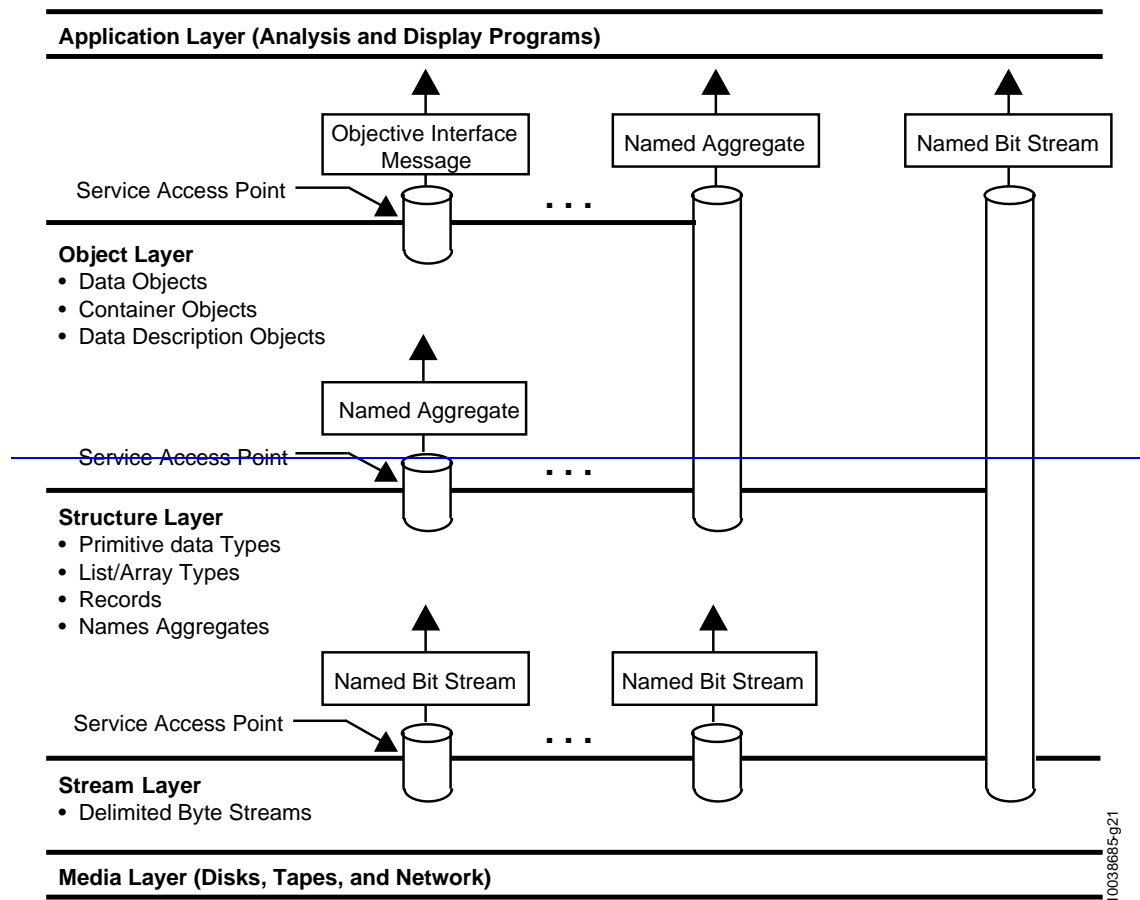 Application Layer (Analysis and Display Programs)
Objective Interface
Message
Named Aggregate
Named Bit Stream
Service Access Point
. . .
Object Layer
• Data Objects
• Container Objects
• Data Description Objects
Named Aggregate
Service Access Point
. . .
Structure Layer
• Primitive data Types
• List/Array Types
• Records
• Names Aggregates
Named Bit Stream
Named Bit Stream
Service Access Point
. . .
Stream Layer
• Delimited Byte Streams
Media Layer (Disks, Tapes, and Network)
10038685-g21